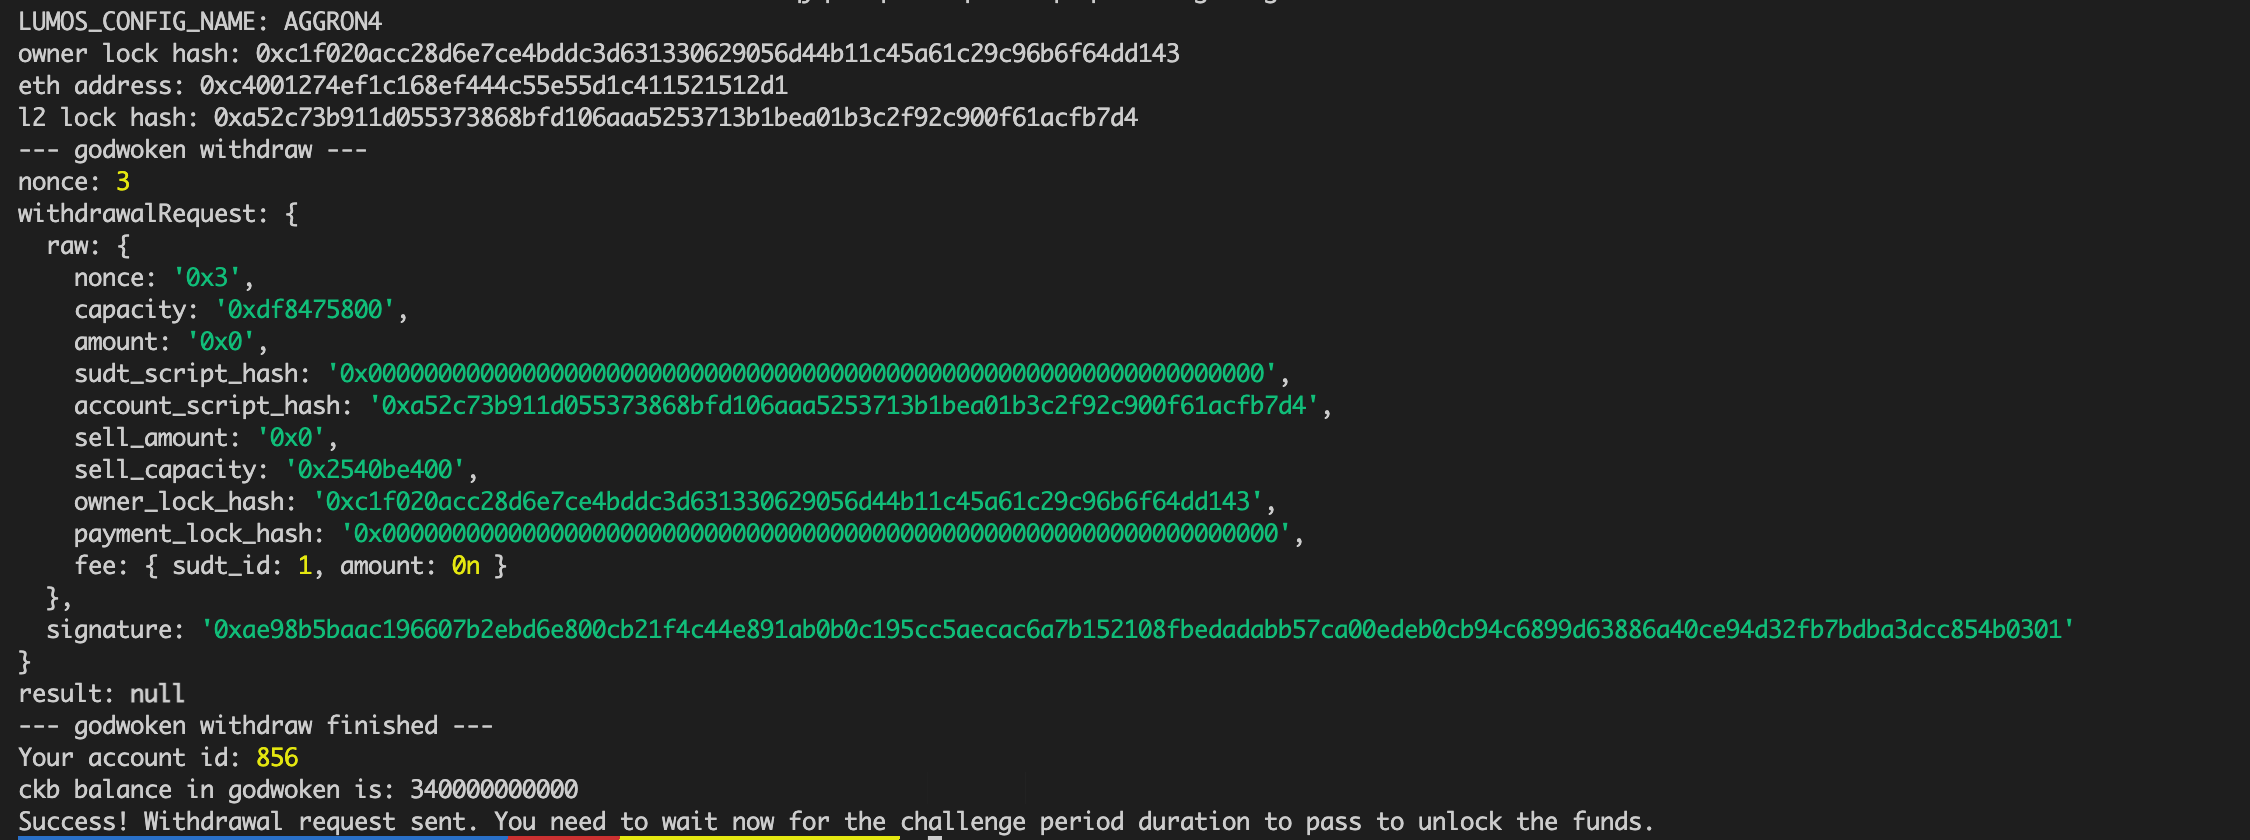 LUMOS_CONFIG_NAME: AGGRON4
owner lock hash: 0xc1f020acc28d6e7ce4bddc3d631330629056d44b11c45a61c29c96b6f64dd143
eth address: 0xc4001274ef1c168ef444c55e55d1c411521512d1
l2 lock hash: 0xa52c73b911d055373868bfd106aaa5253713b1bea01b3c2f92c900f61acfb7d4
--- godwoken withdraw ---
nonce: 3
withdrawalRequest: {
  raw: {
    nonce: '0x3',
    capacity: '0xdf8475800',
    amount: '0x0',
    sudt_script_hash: '0x0000000000000000000000000000000000000000000000000000000000000000',
    account_script_hash: '0xa52c73b911d055373868bfd106aaa5253713b1bea01b3c2f92c900f61acfb7d4',
    sell_amount: '0x0',
    sell_capacity: '0x2540be400',
    owner_lock_hash: '0xc1f020acc28d6e7ce4bddc3d631330629056d44b11c45a61c29c96b6f64dd143',
    payment_lock_hash: '0x0000000000000000000000000000000000000000000000000000000000000000',
    fee: { sudt_id: 1, amount: 0n }
  },
  signature: '0xae98b5baac196607b2ebd6e800cb21f4c44e891ab0b0c195cc5aecac6a7b152108fbedadabb57ca00edeb0cb94c6899d63886a40ce94d32fb7bdba3dcc854b0301'
}
result: null
--- godwoken withdraw finished ---
Your account id: 856
ckb balance in godwoken is: 340000000000
Success! Withdrawal request sent. You need to wait now for the challenge period duration to pass to unlock the funds.